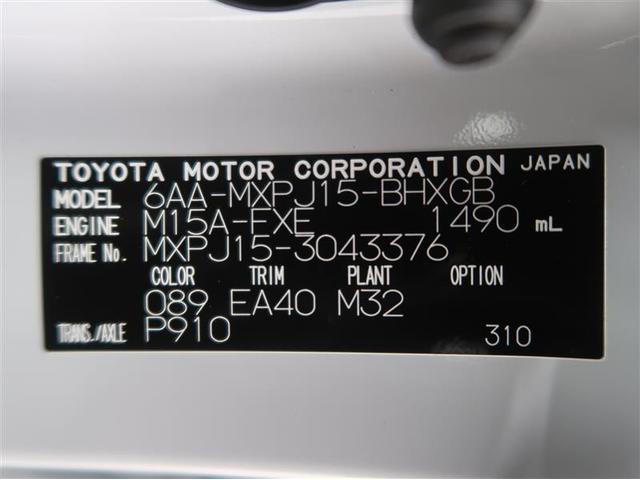 TOYOTA MOTOR CORPORATION JAPAN
MODEL 6AA-MXPJ15-BHXGB
ENGINE M15A-FXE 1490 mL
FRAME No. MXPJ15-3043376
COLOR TRIM PLANT OPTION
089 EA40 M32
TRANS./AXLE P910 310